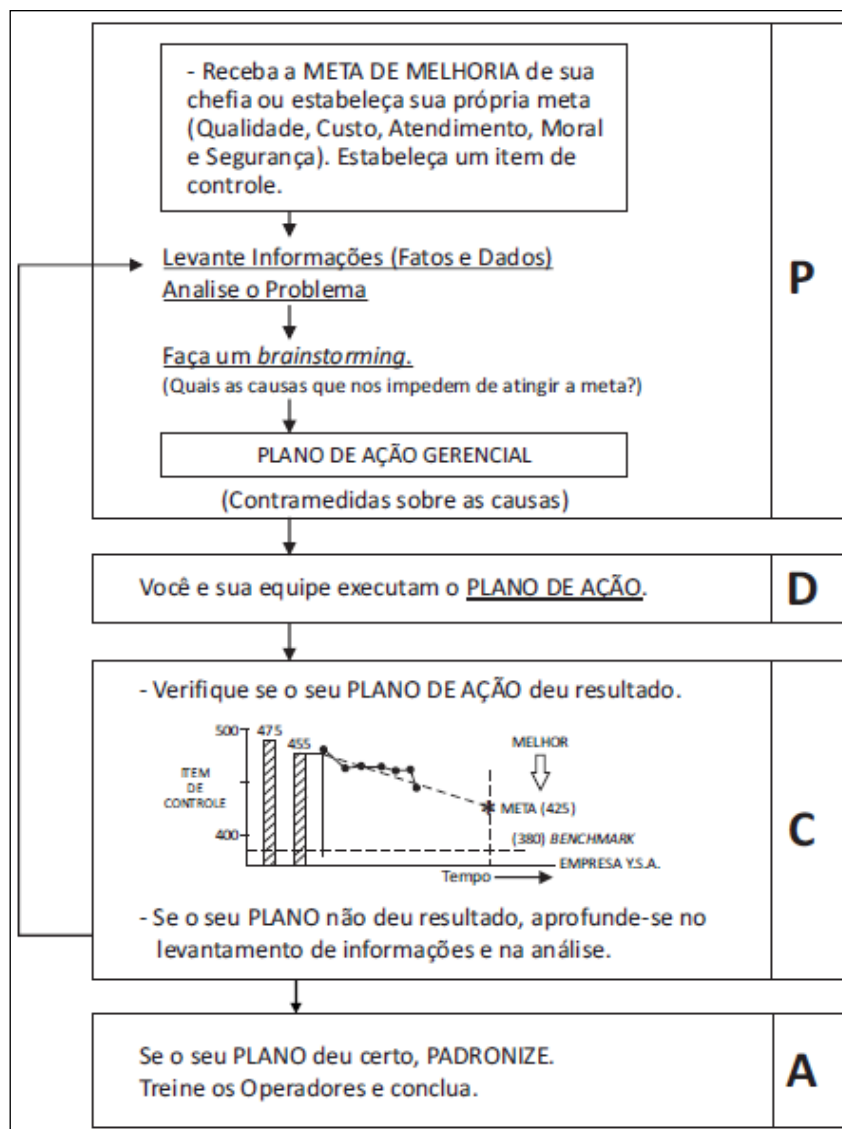 - Receba a META DE MELHORIA de sua
chefia ou estabeleça sua própria meta
(Qualidade, Custo, Atendimento, Moral
e Segurança). Estabeleça um item de
controle.
Levante Informações (Fatos e Dados)
Analise o Problema
Faça um brainstorming.
(Quais as causas que nos impedem de atingir a meta?)
PLANO DE AÇÃO GERENCIAL
(Contramedidas sobre as causas)
P
Você e sua equipe executam o PLANO DE AÇÃO.
D
- Verifique se o seu PLANO DE AÇÃO deu resultado.
500
475
455
MELHOR
ITEM
DE
CONTROLE
META (425)
400
(380) BENCHMARK
EMPRESA Y.S.A.
Tempo
- Se o seu PLANO não deu resultado, aprofunde-se no
levantamento de informações e na análise.
C
Se o seu PLANO deu certo, PADRONIZE.
Treine os Operadores e conclua.
A